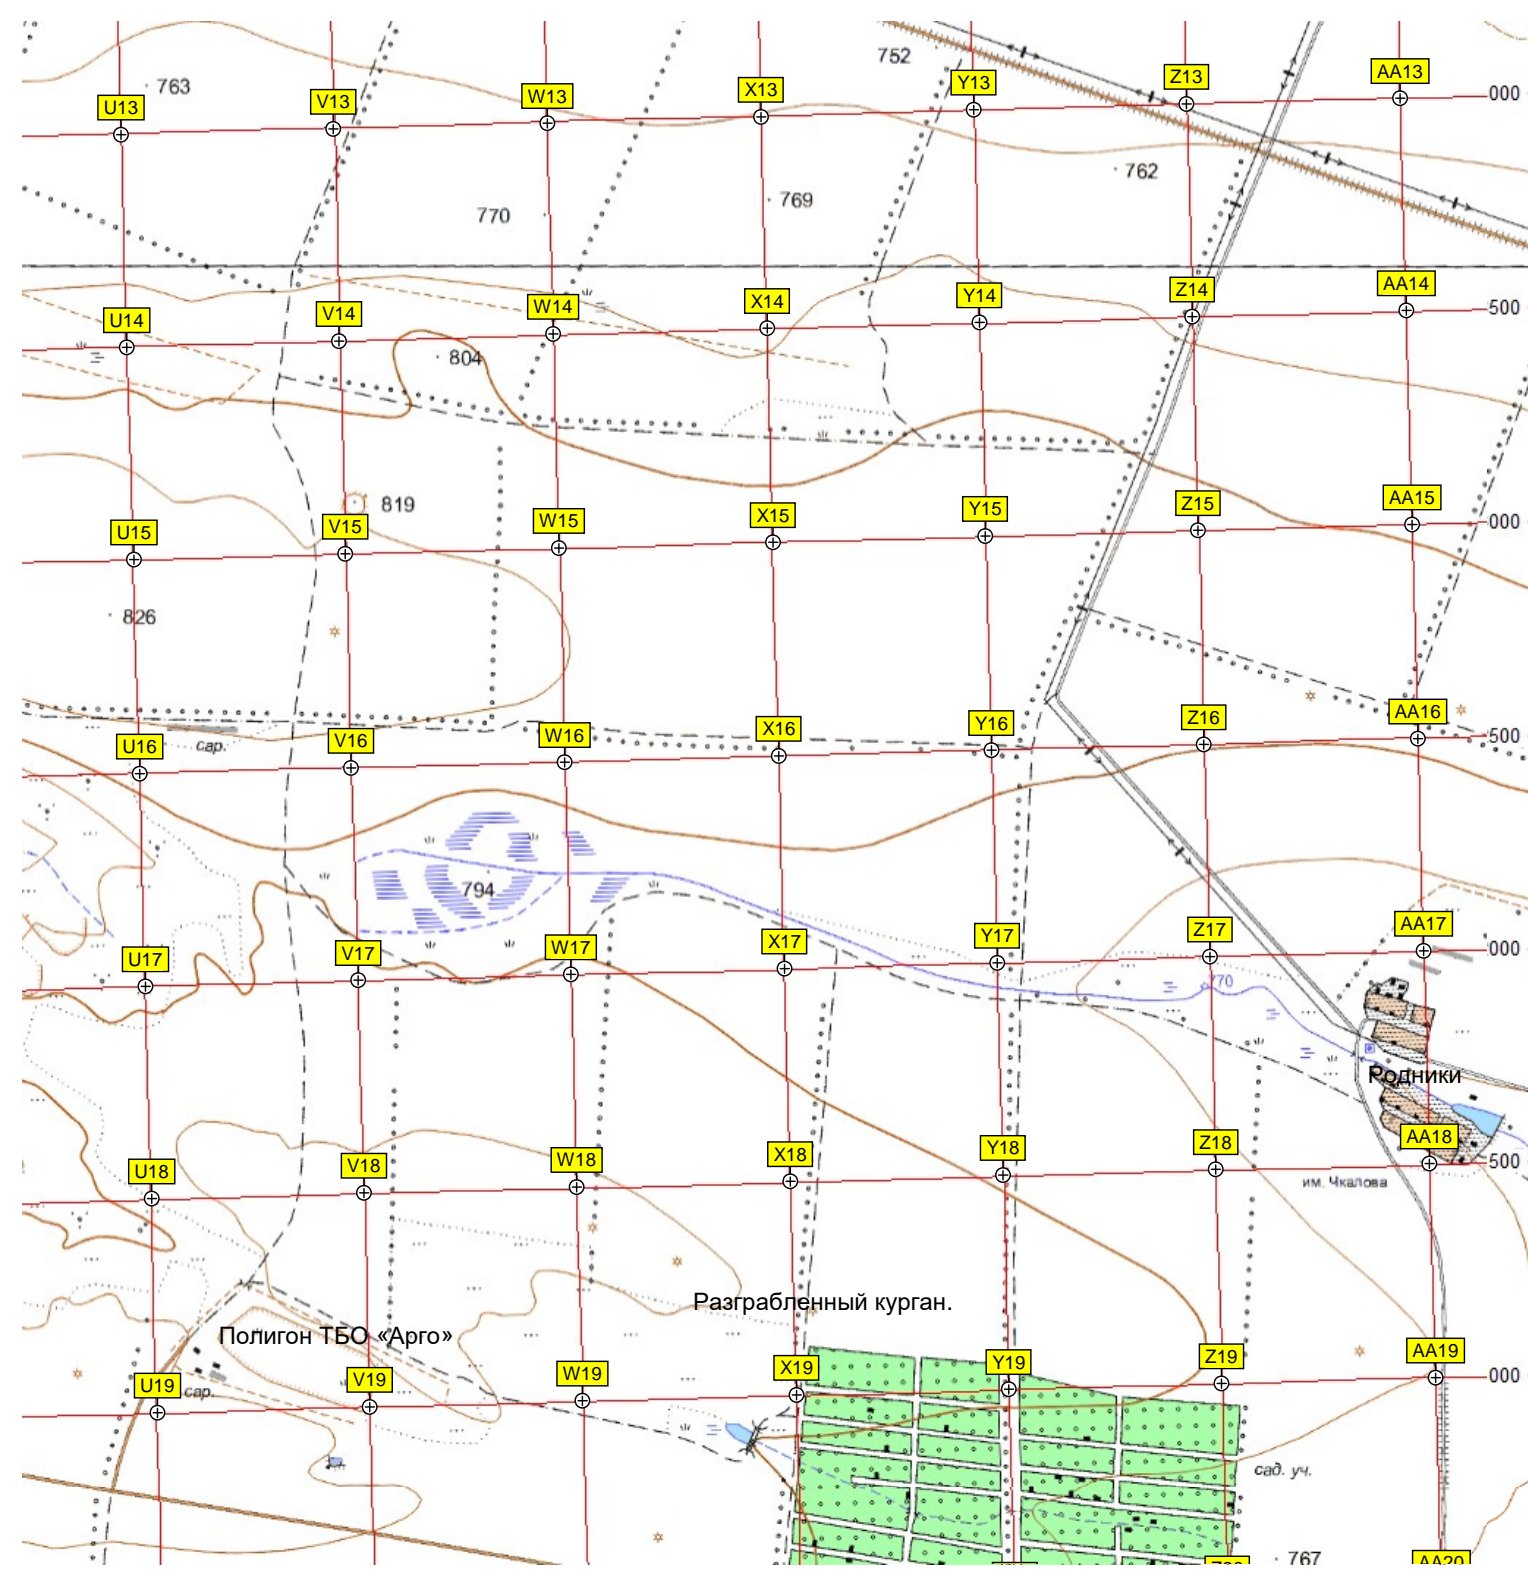 752
763
U13 V13 W13 X13 Y13 Z13 AA13 000
762
770 769
U14 V14 W14 X14 Y14 Z14 AA14 500
804
819
U15 V15 W15 X15 Y15 Z15 AA15 000
826
U16 V16 W16 X16 Y16 Z16 AA16 500
сар.
794
U17 V17 W17 X17 Y17 Z17 AA17 000
770
Родники
U18 V18 W18 X18 Y18 Z18 AA18 500
им. Чкалова
Разграбленный курган.
Полигон ТБО «Арго»
U19 V19 W19 X19 Y19 Z19 AA19 000
сар.
сад. уч.
767
AA20